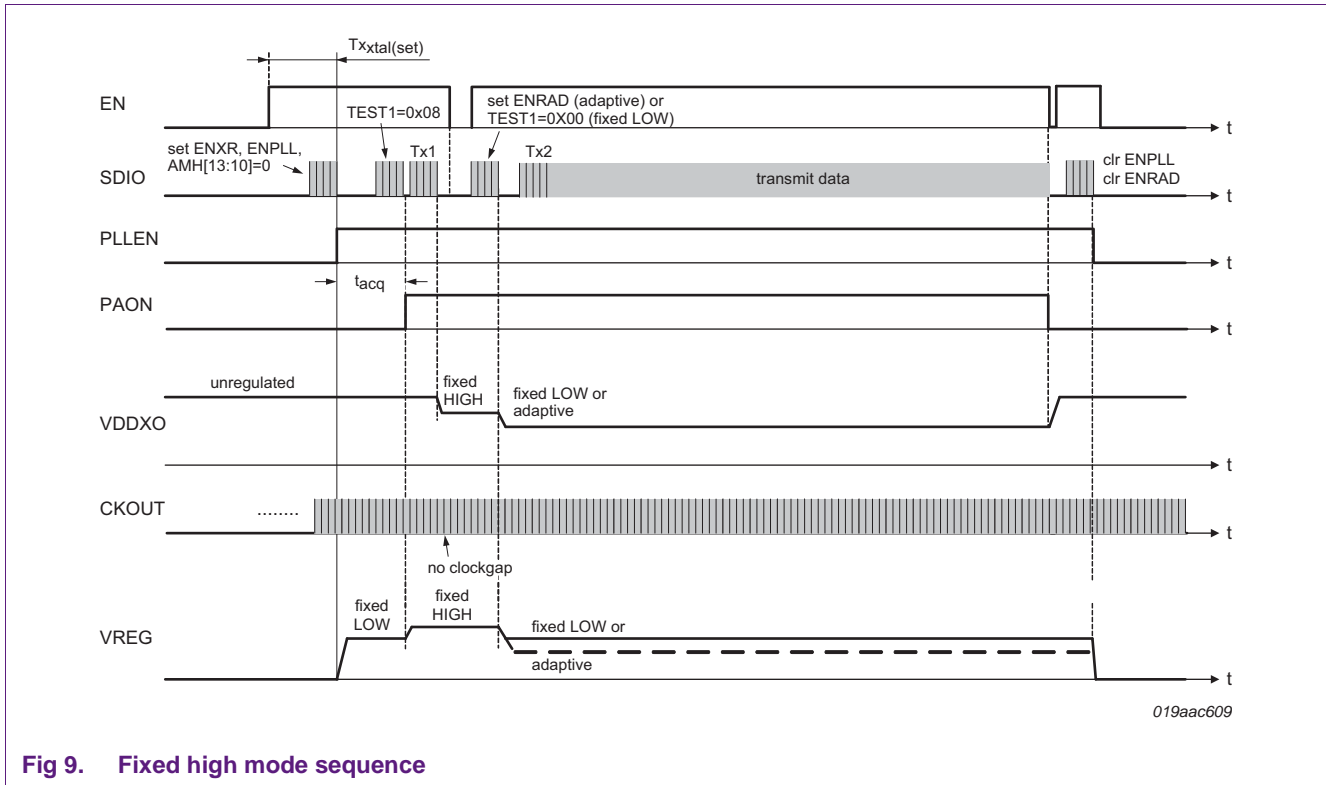 Txxtal(set)
EN
TEST1=0x08
set ENRAD (adaptive) or
TEST1=0X00 (fixed LOW)
t
set ENXR, ENPLL,
AMH[13:10]=0
SDIO
Tx1
Tx2
transmit data
clr ENPLL
clr ENRAD
t
PLLEN
t
tacq
PAON
t
unregulated
fixed
HIGH
fixed LOW or
adaptive
VDDXO
t
CKOUT
........
t
no clockgap
fixed
LOW
fixed
HIGH
fixed LOW or
VREG
adaptive
t
019aac609
Fig 9. Fixed high mode sequence